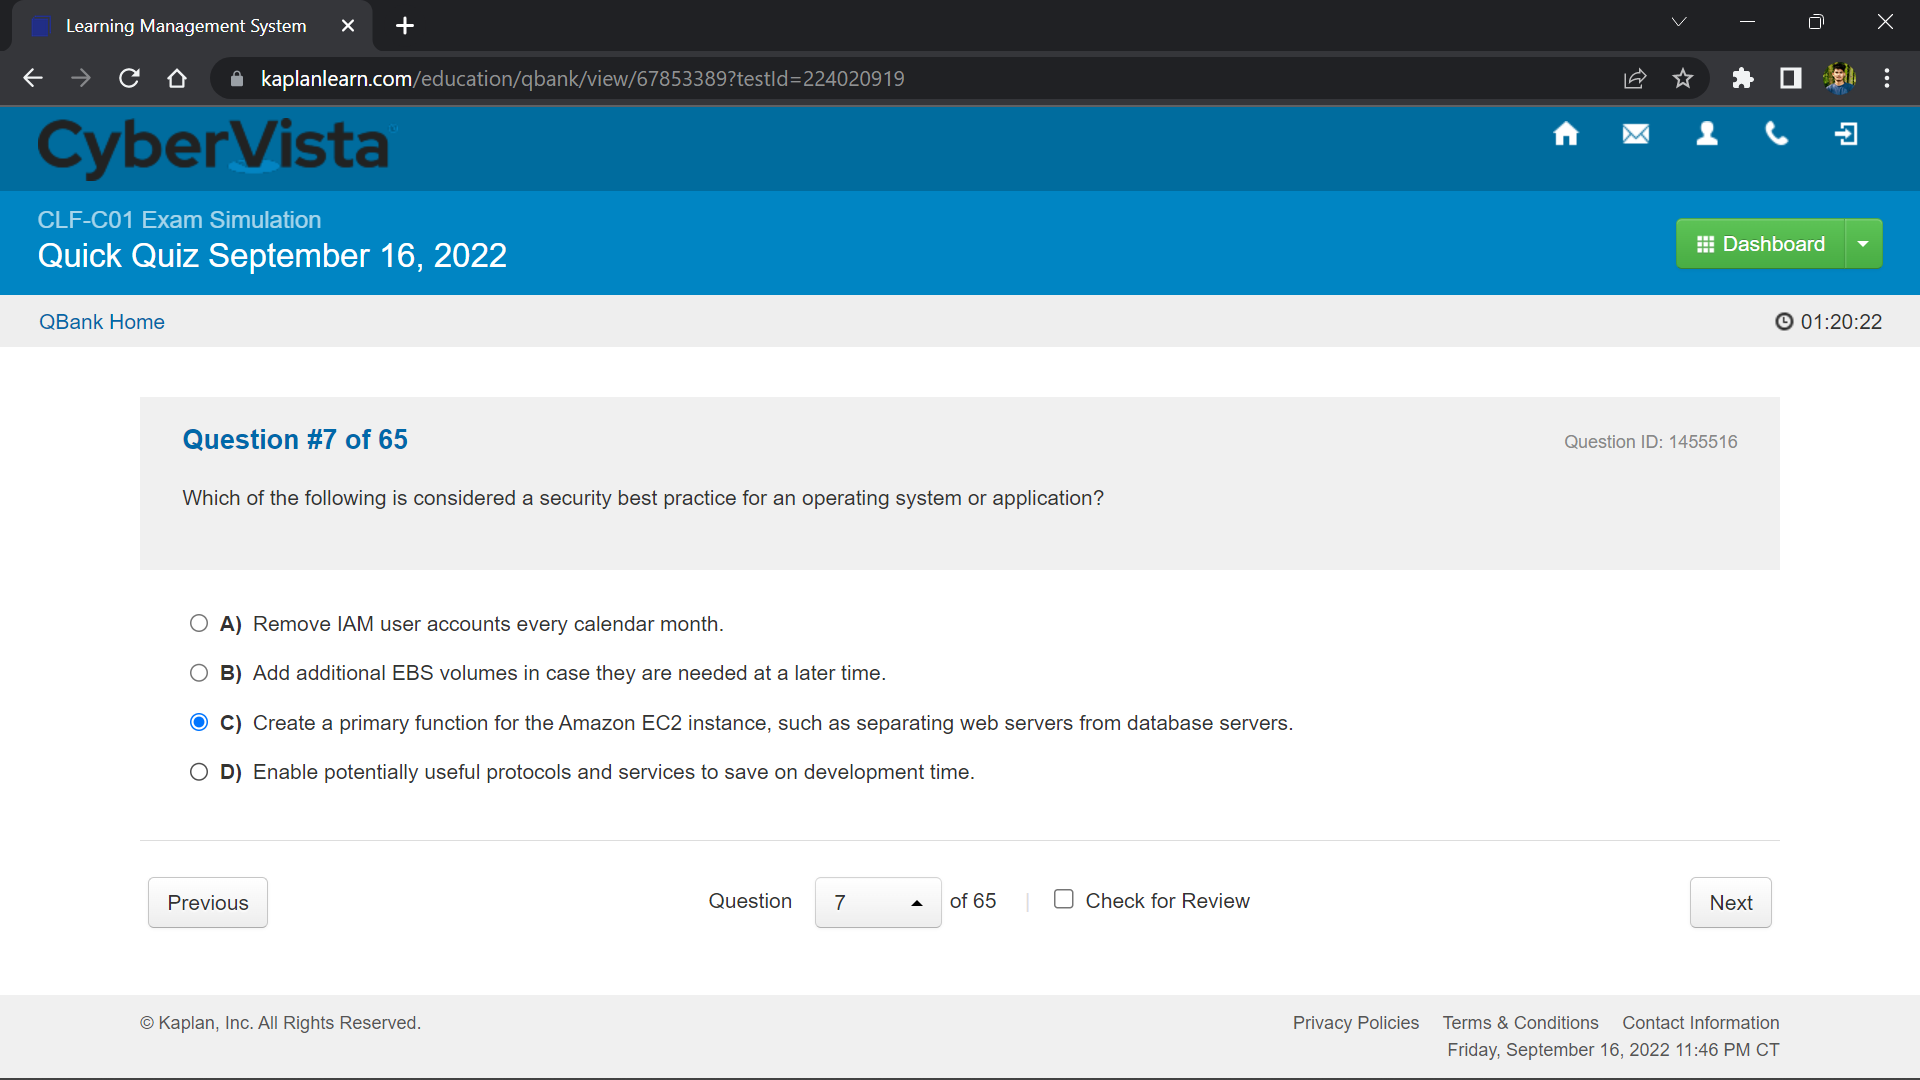 Learning Management System
kaplanlearn.com/education/qbank/view/67853389?testId=224020919
CyberVista
CLF-C01 Exam Simulation
Quick Quiz September 16, 2022
Dashboard
QBank Home
01:20:22
Question #7 of 65
Question ID: 1455516
Which of the following is considered a security best practice for an operating system or application?
A) Remove IAM user accounts every calendar month.
B) Add additional EBS volumes in case they are needed at a later time.
C) Create a primary function for the Amazon EC2 instance, such as separating web servers from database servers.
D) Enable potentially useful protocols and services to save on development time.
Previous
Question 7 of 65 | Check for Review
Next
© Kaplan, Inc. All Rights Reserved.
Privacy Policies Terms & Conditions Contact Information
Friday, September 16, 2022 11:46 PM CT